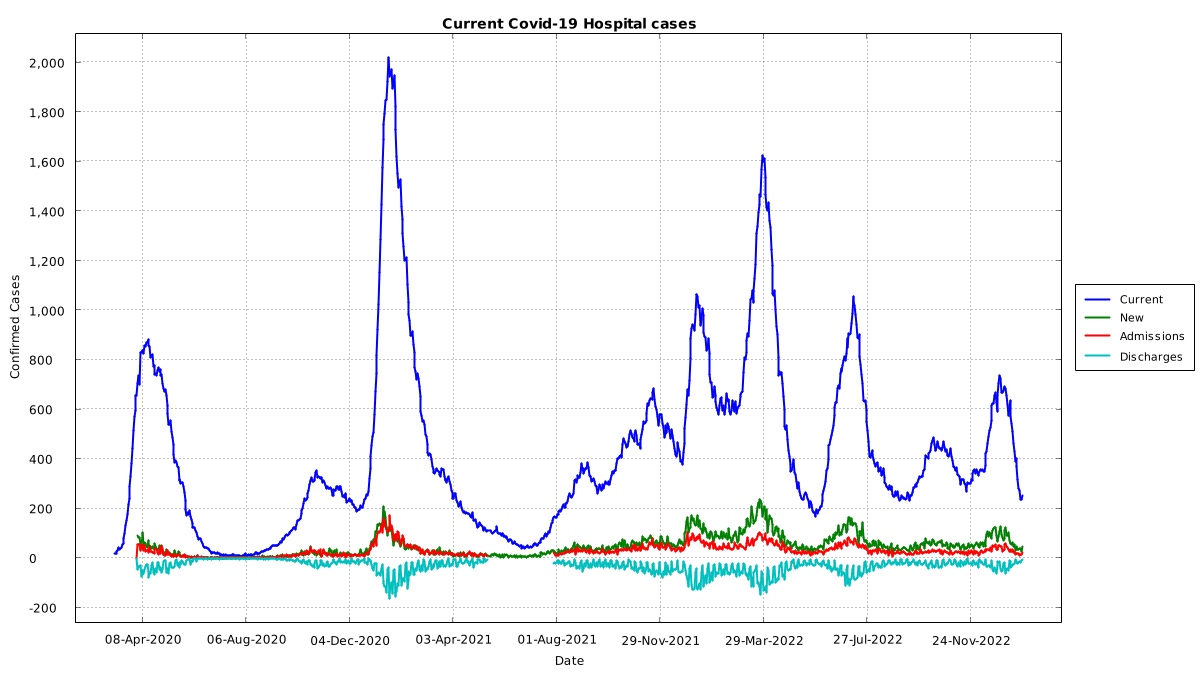 Current Covid-19 Hospital cases
Confirmed Cases
2,000
1,800
1,600
1,400
1,200
1,000
800
600
400
200
0
-200
08-Apr-2020
06-Aug-2020
04-Dec-2020
03-Apr-2021
01-Aug-2021
29-Nov-2021
29-Mar-2022
27-Jul-2022
24-Nov-2022
Date
Current
New
Admissions
Discharges